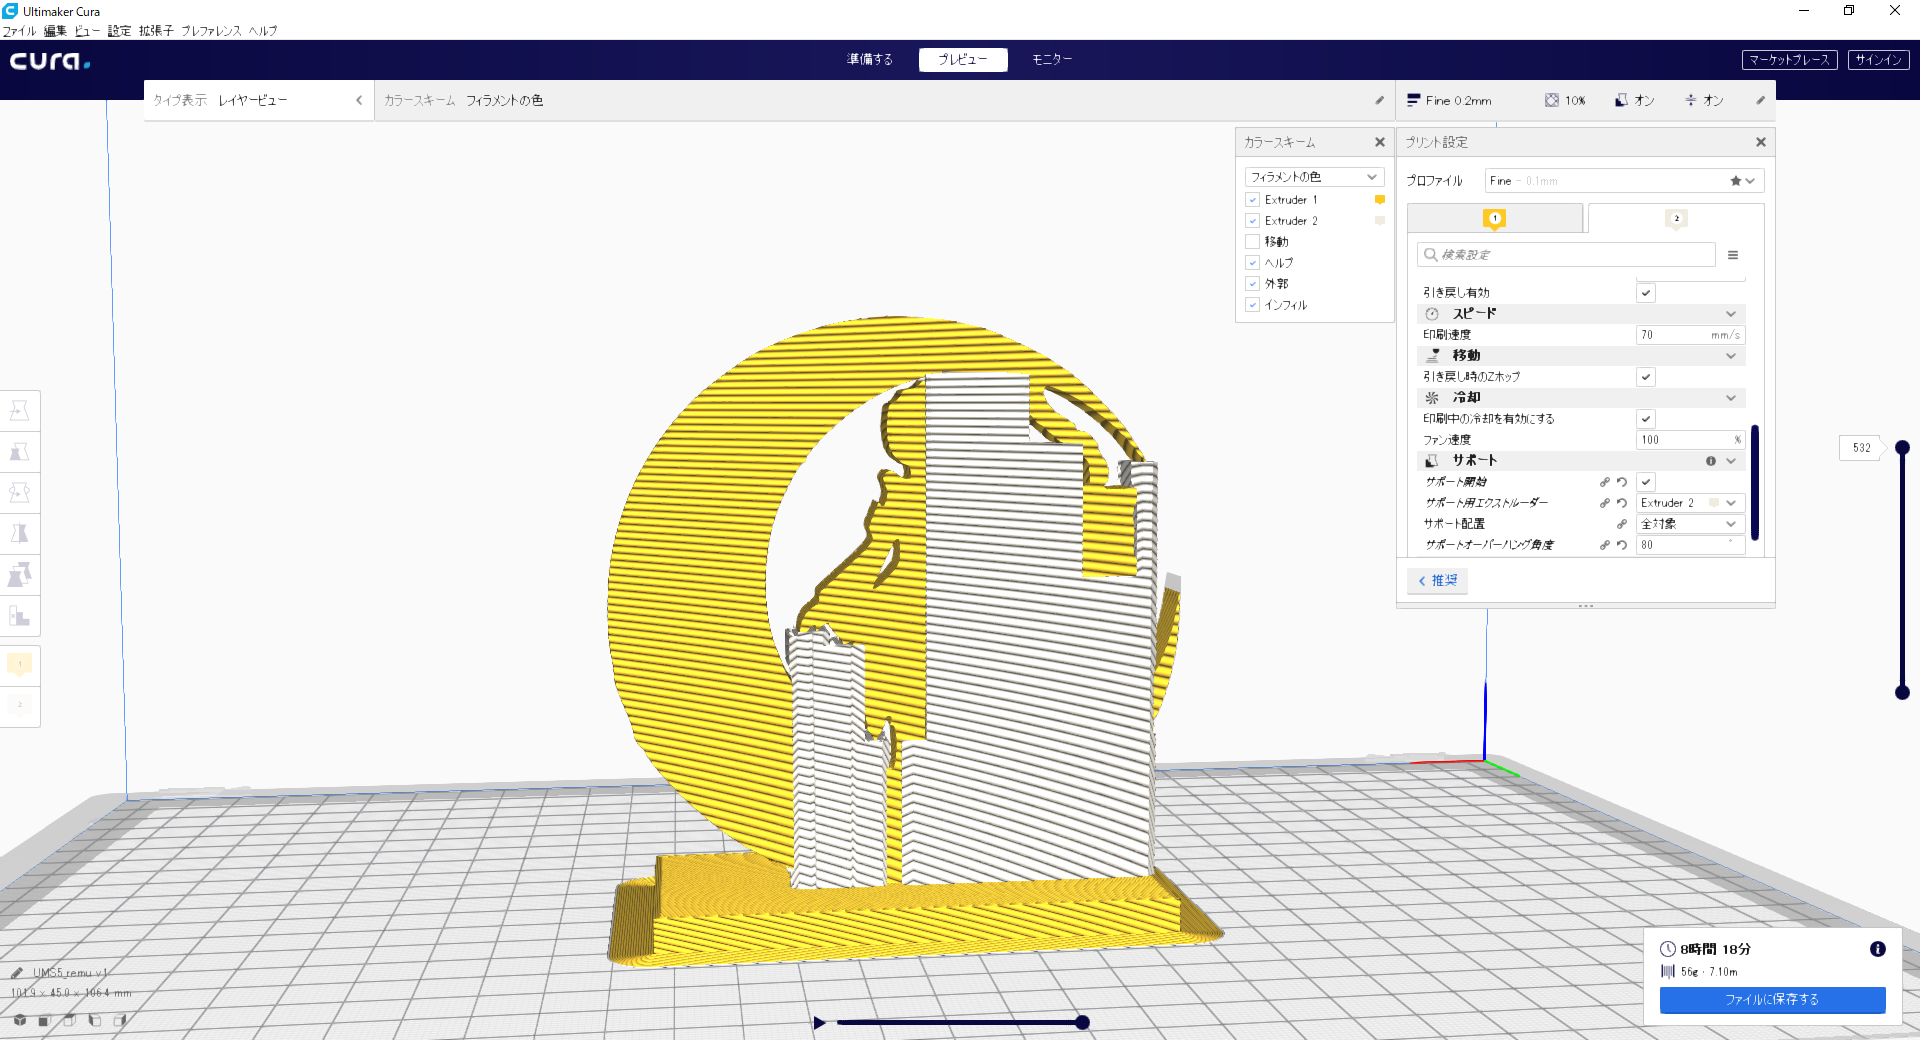 Ultimaker Cura
ファイル 編集 ビュー 設定 拡張子 プレファレンス ヘルプ
cura.
準備する プレビュー モニター
マーケットプレース サインイン
タイプ表示 レイヤービュー
カラースキーム フィラメントの色
Fine 0.2mm 10% オン オン
カラースキーム
フィラメントの色
Extruder 1
Extruder 2
移動
ヘルプ
外郭
インフィル
プリント設定
プロファイル Fine - 0.1mm
1 2
検索設定
引き戻し有効
スピード
印刷速度 70 mm/s
移動
引き戻し時のZホップ
冷却
印刷中の冷却を有効にする
ファン速度 100 %
サポート
サポート開始
サポート用エクストルーダー Extruder 2
サポート配置 全対象
サポートオーバーハング角度 80 °
推奨
532
1
2
UMS5_remu v1
101.9 x 45.0 x 106.4 mm
8時間 18分
56g · 7.10m
ファイルに保存する